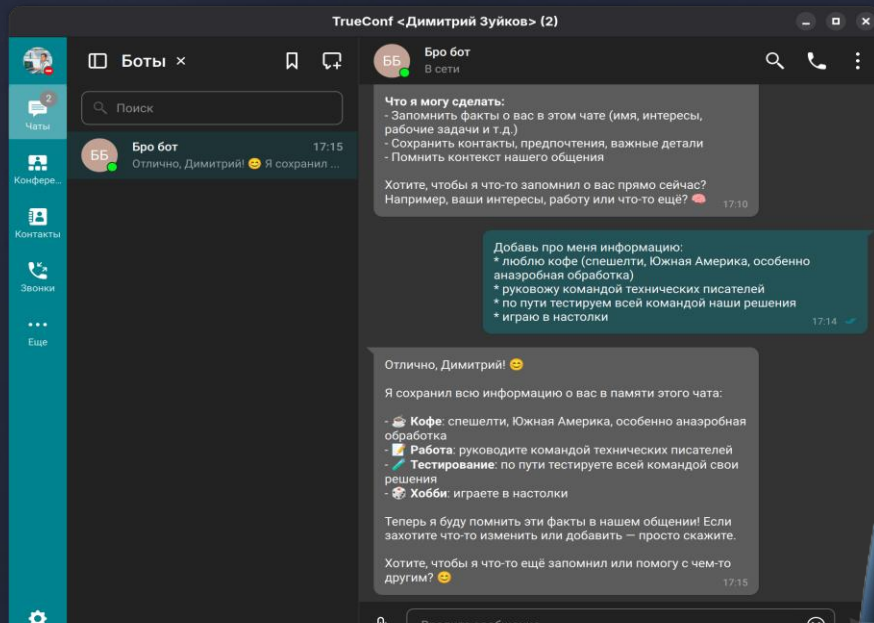 TrueConf <Димитрий Зуйков> (2)
Боты ×
ББ
Бро бот
В сети
2
Чаты
Поиск
ББ
Бро бот
17:15
Отлично, Димитрий! 😊 Я сохранил ...
Конфере...
Контакты
Звонки
Еще
Что я могу сделать:
- Запомнить факты о вас в этом чате (имя, интересы,
рабочие задачи и т.д.)
- Сохранить контакты, предпочтения, важные детали
- Помнить контекст нашего общения
Хотите, чтобы я что-то запомнил о вас прямо сейчас?
Например, ваши интересы, работу или что-то ещё? 🧠
17:10
Добавь про меня информацию:
* люблю кофе (спешелти, Южная Америка, особенно
анаэробная обработка)
* руковожу командой технических писателей
* по пути тестируем всей командой наши решения
* играю в настолки
17:14
Отлично, Димитрий! 😊
Я сохранил всю информацию о вас в памяти этого чата:
- ☕ Кофе: спешелти, Южная Америка, особенно анаэробная
обработка
- 📝 Работа: руководите командой технических писателей
- 🧪 Тестирование: по пути тестируете всей командой свои
решения
- 🎲 Хобби: играете в настолки
Теперь я буду помнить эти факты в нашем общении! Если
захотите что-то изменить или добавить — просто скажите.
Хотите, чтобы я что-то ещё запомнил или помогу с чем-то
другим? 😊
17:15